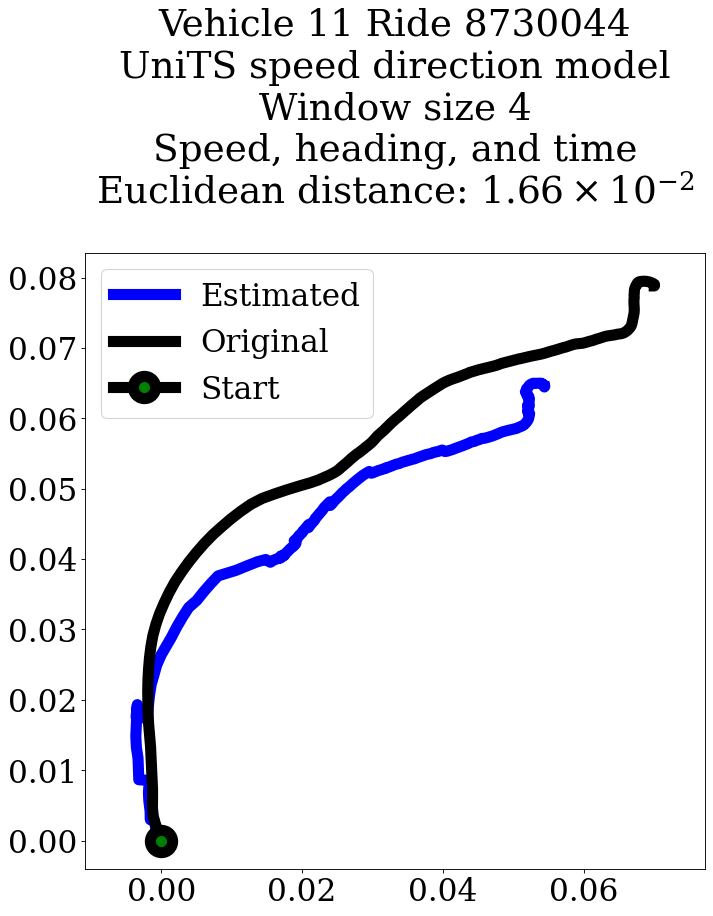 Vehicle 11 Ride 8730044
UniTS speed direction model
Window size 4
Speed, heading, and time
Euclidean distance: 1.66 × 10⁻²
Estimated
Original
Start
0.08
0.07
0.06
0.05
0.04
0.03
0.02
0.01
0.00
0.00 0.02 0.04 0.06